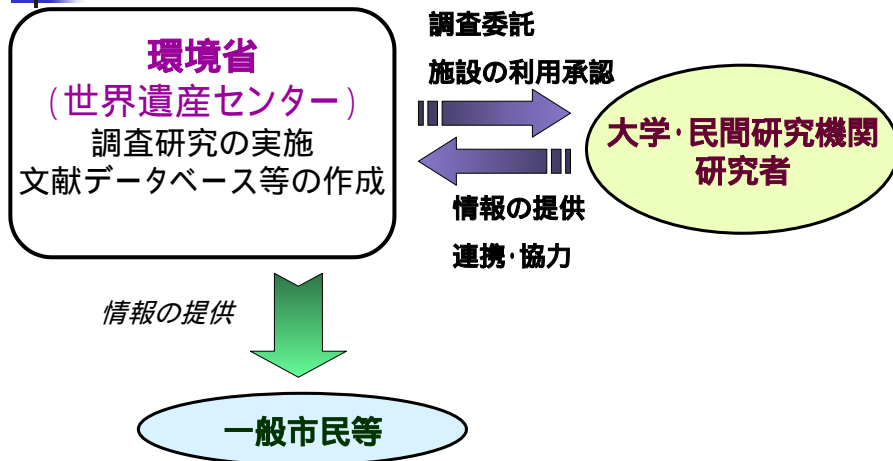 環境省
(世界遺産センター)
調査研究の実施
文献データベース等の作成
調査委託
施設の利用承認
大学･民間研究機関
研究者
情報の提供
連携･協力
情報の提供
一般市民等